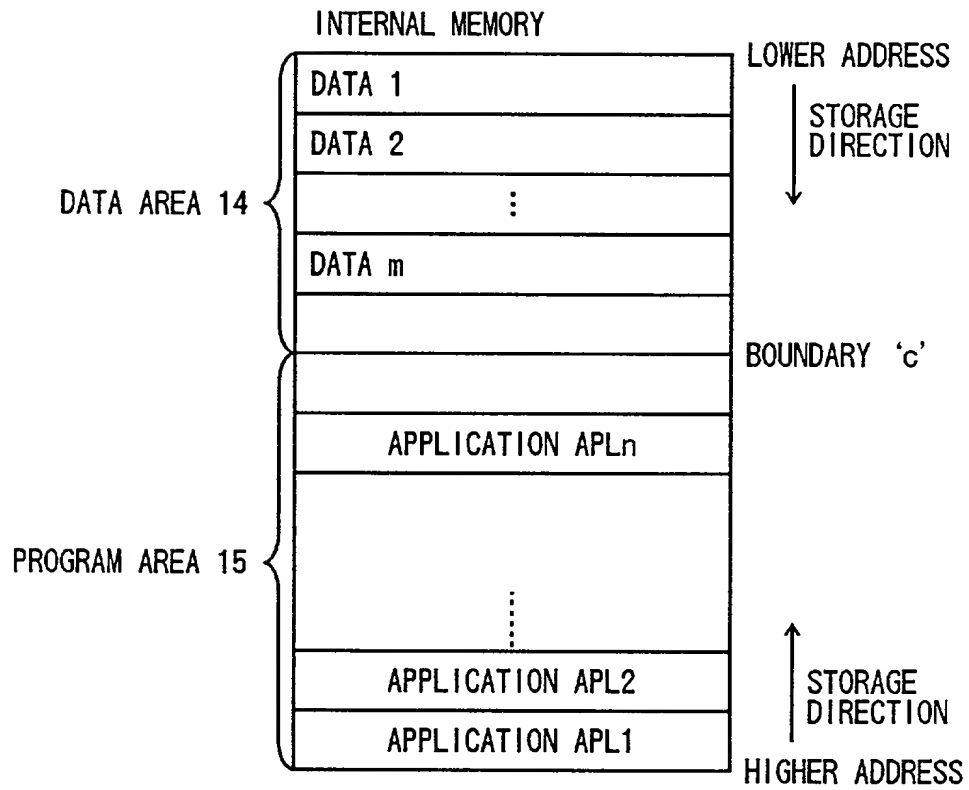 INTERNAL MEMORY
LOWER ADDRESS
DATA 1
STORAGE
DIRECTION
DATA 2
DATA AREA 14
⋮
DATA m
BOUNDARY ‘c’
APPLICATION APLn
PROGRAM AREA 15
APPLICATION APL2
STORAGE
DIRECTION
APPLICATION APL1
HIGHER ADDRESS